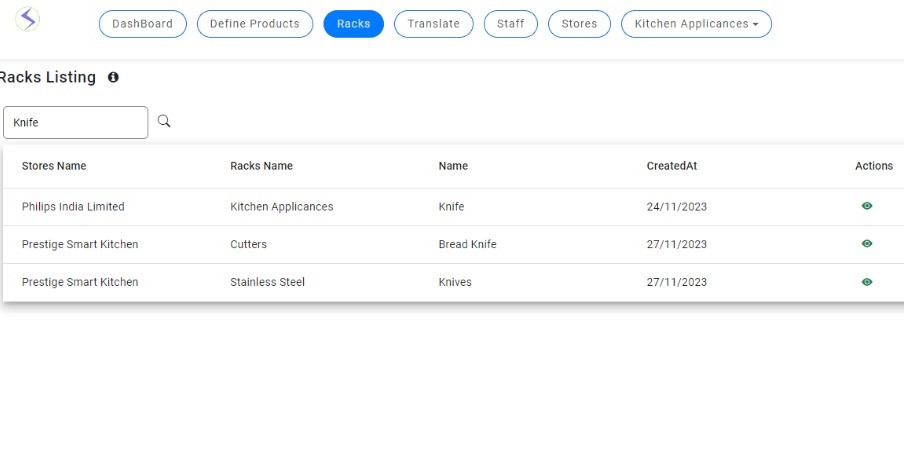 DashBoard Define Products Racks Translate Staff Stores Kitchen Applicances
Racks Listing
Knife
Stores Name Racks Name Name CreatedAt Actions
Philips India Limited Kitchen Applicances Knife 24/11/2023
Prestige Smart Kitchen Cutters Bread Knife 27/11/2023
Prestige Smart Kitchen Stainless Steel Knives 27/11/2023